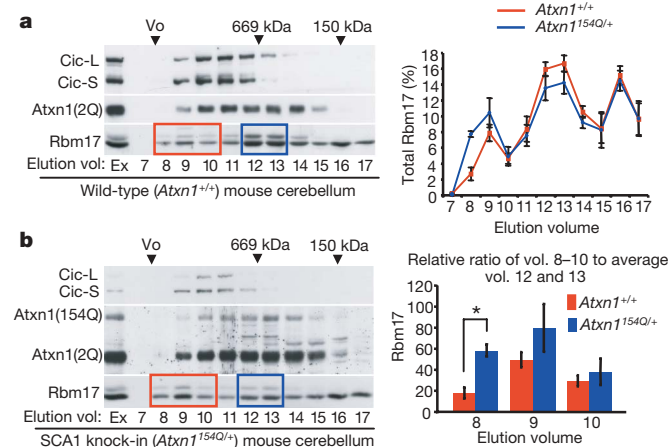 a
Vo 669 kDa 150 kDa
Cic-L
Cic-S
Atxn1(2Q)
Rbm17
Elution vol: Ex 7 8 9 10 11 12 13 14 15 16 17
Wild-type (Atxn1+/+) mouse cerebellum
Atxn1+/+
Atxn1154Q/+
Total Rbm17 (%)
18
16
14
12
10
8
6
4
2
0
7 8 9 10 11 12 13 14 15 16 17
Elution volume
b
Vo 669 kDa 150 kDa
Cic-L
Cic-S
Atxn1(154Q)
Atxn1(2Q)
Rbm17
Elution vol: Ex 7 8 9 10 11 12 13 14 15 16 17
SCA1 knock-in (Atxn1154Q/+) mouse cerebellum
Relative ratio of vol. 8–10 to average
vol. 12 and 13
Rbm17
120
100
80
60
40
20
0
*
Atxn1+/+
Atxn1154Q/+
8 9 10
Elution volume